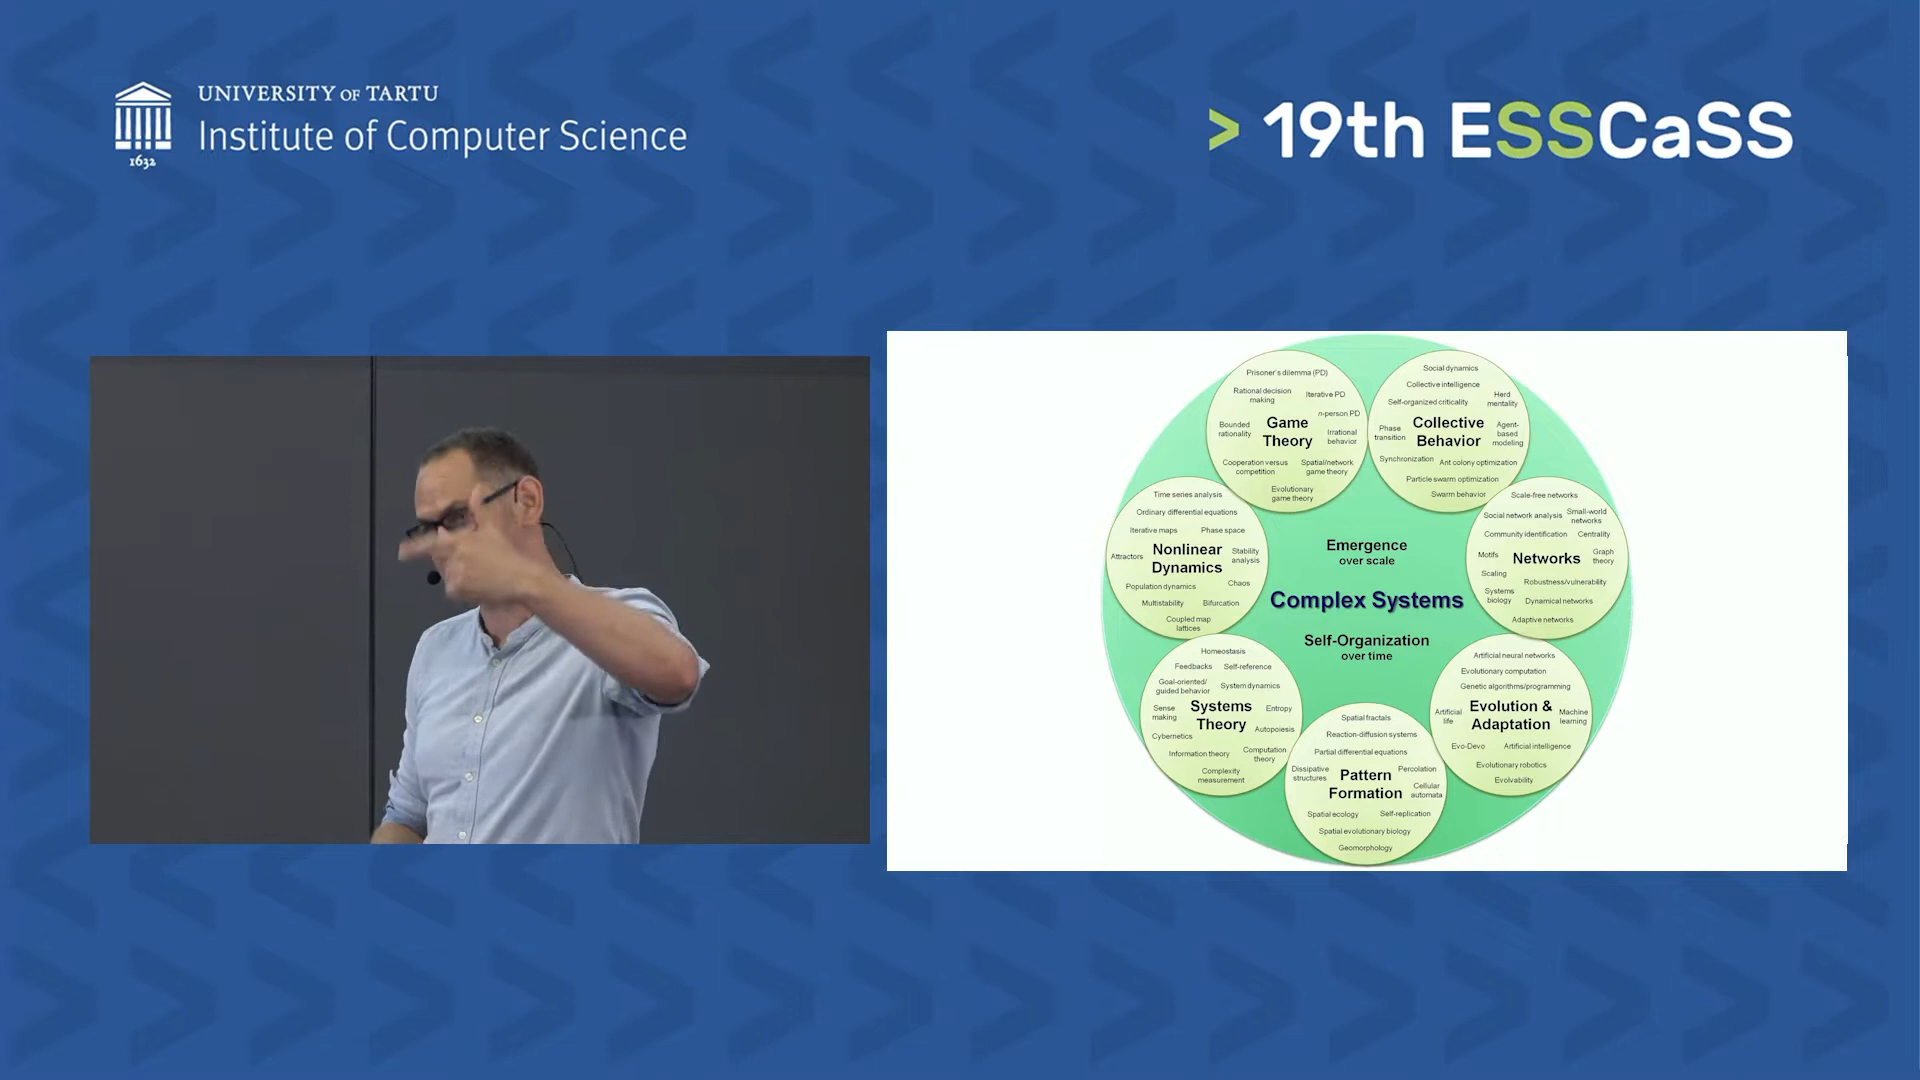 UNIVERSITY OF TARTU
Institute of Computer Science
1632
> 19th ESSCaSS
Prisoner's dilemma (PD)
Rational decision
making
Iterative PD
n-person PD
Bounded
rationality
Game
Theory
Irrational
behavior
Cooperation versus
competition
Spatial/network
game theory
Evolutionary
game theory
Social dynamics
Collective intelligence
Self-organized criticality
Herd
mentality
Phase
transition
Collective
Behavior
Agent-
based
modeling
Synchronization
Ant colony optimization
Particle swarm optimization
Swarm behavior
Time series analysis
Ordinary differential equations
Iterative maps
Phase space
Attractors
Nonlinear
Dynamics
Stability
analysis
Population dynamics
Chaos
Multistability
Bifurcation
Coupled map
lattices
Emergence
over scale
Complex Systems
Self-Organization
over time
Scale-free networks
Social network analysis
Small-world
networks
Community identification
Centrality
Motifs
Networks
Graph
theory
Scaling
Robustness/vulnerability
Systems
biology
Dynamical networks
Adaptive networks
Homeostasis
Feedbacks
Self-reference
Goal-oriented/
guided behavior
System dynamics
Sense
making
Systems
Theory
Entropy
Autopoiesis
Cybernetics
Information theory
Computation
theory
Complexity
measurement
Spatial fractals
Reaction-diffusion systems
Partial differential equations
Dissipative
structures
Pattern
Formation
Percolation
Cellular
automata
Spatial ecology
Self-replication
Spatial evolutionary biology
Geomorphology
Artificial neural networks
Evolutionary computation
Genetic algorithms/programming
Artificial
life
Evolution &
Adaptation
Machine
learning
Evo-Devo
Artificial intelligence
Evolutionary robotics
Evolvability